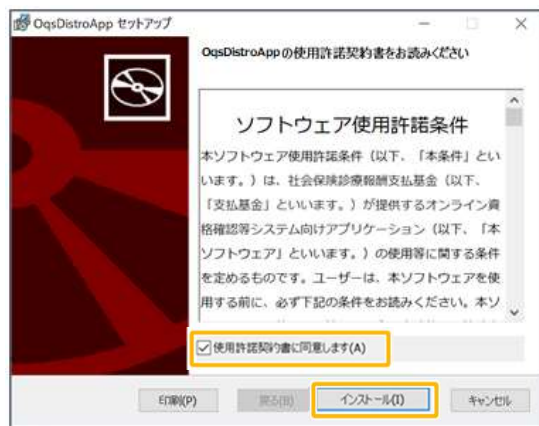 OqsDistroApp セットアップ
OqsDistroAppの使用許諾契約書をお読みください
ソフトウェア使用許諾条件
本ソフトウェア使用許諾条件（以下、「本条件」とい
います。）は、社会保険診療報酬支払基金（以下、
「支払基金」といいます。）が提供するオンライン資
格確認等システム向けアプリケーション（以下、「本
ソフトウェア」といいます。）の使用等に関する条件
を定めるものです。ユーザーは、本ソフトウェアを使
用する前に、必ず下記の条件をお読みください。本ソ
使用許諾契約書に同意します(A)
印刷(P) 戻る(B) インストール(I) キャンセル